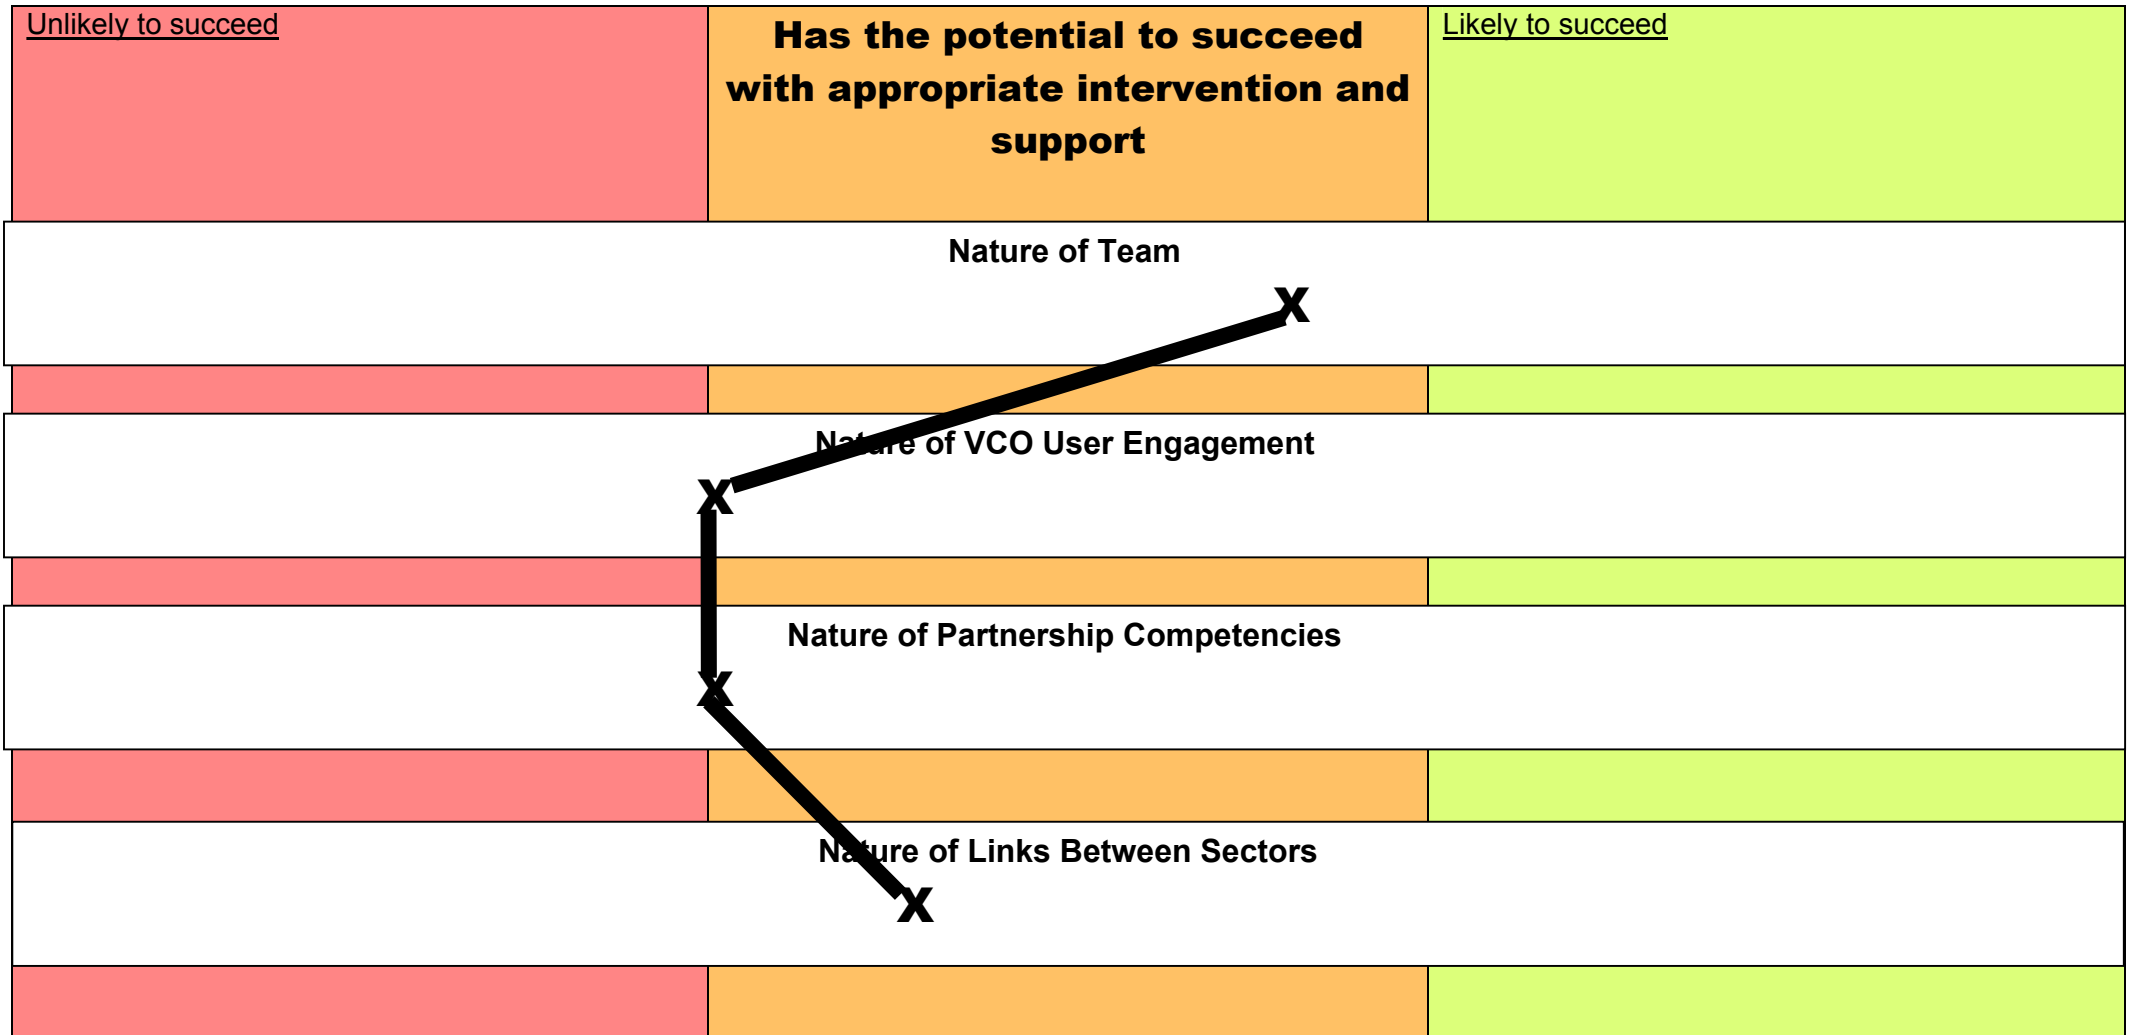 Unlikely to succeed
Has the potential to succeed
with appropriate intervention and
support
Likely to succeed
Nature of Team
X
Nature of VCO User Engagement
X
Nature of Partnership Competencies
X
Nature of Links Between Sectors
X